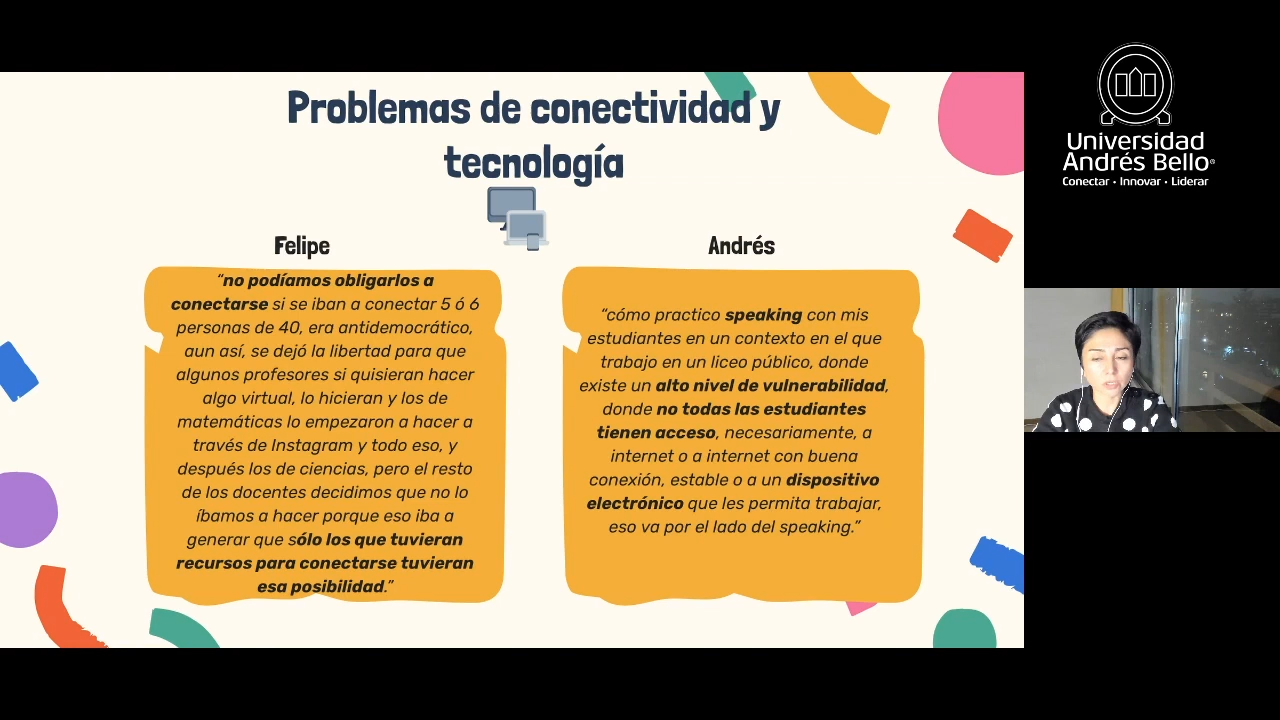 Problemas de conectividad y
tecnología
Felipe
“no podíamos obligarlos a
conectarse si se iban a conectar 5 ó 6
personas de 40, era antidemocrático,
aun así, se dejó la libertad para que
algunos profesores si quisieran hacer
algo virtual, lo hicieran y los de
matemáticas lo empezaron a hacer a
través de Instagram y todo eso, y
después los de ciencias, pero el resto
de los docentes decidimos que no lo
íbamos a hacer porque eso iba a
generar que sólo los que tuvieran
recursos para conectarse tuvieran
esa posibilidad.”
Andrés
“cómo practico speaking con mis
estudiantes en un contexto en el que
trabajo en un liceo público, donde
existe un alto nivel de vulnerabilidad,
donde no todas las estudiantes
tienen acceso, necesariamente, a
internet o a internet con buena
conexión, estable o a un dispositivo
electrónico que les permita trabajar,
eso va por el lado del speaking.”
Universidad
Andrés Bello®
Conectar • Innovar • Liderar